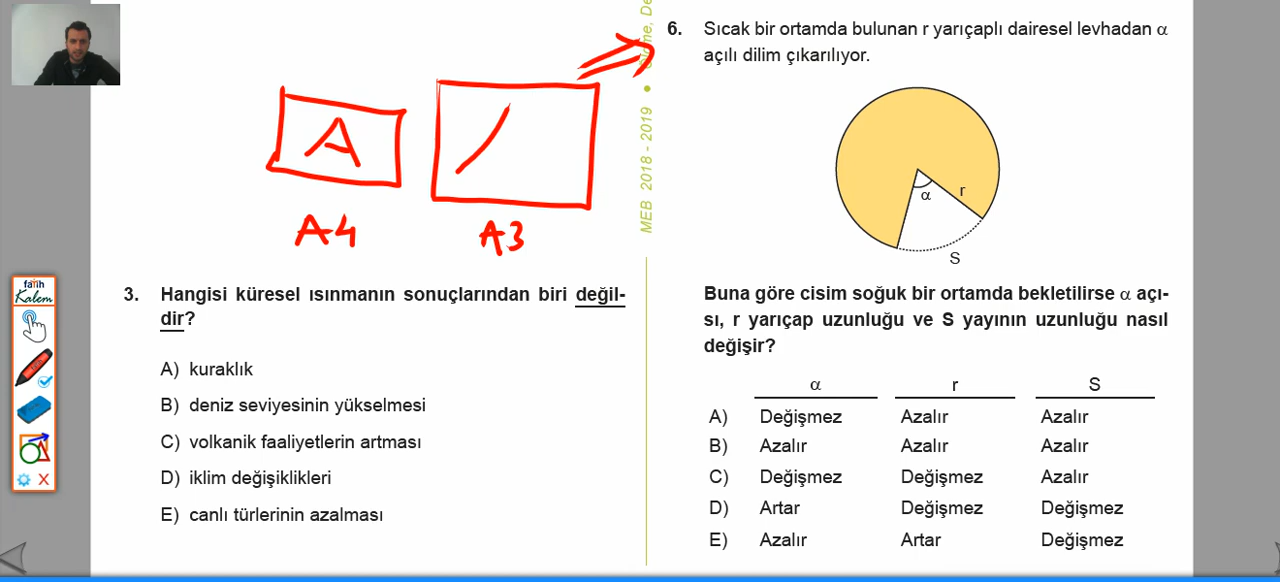 A
A4
A3
fatih
Kalem
MEB 2018 - 2019
3. Hangisi küresel ısınmanın sonuçlarından biri değil-
dir?
A) kuraklık
B) deniz seviyesinin yükselmesi
C) volkanik faaliyetlerin artması
D) iklim değişiklikleri
E) canlı türlerinin azalması
6. Sıcak bir ortamda bulunan r yarıçaplı dairesel levhadan α
açılı dilim çıkarılıyor.
α
r
S
Buna göre cisim soğuk bir ortamda bekletilirse α açı-
sı, r yarıçap uzunluğu ve S yayının uzunluğu nasıl
değişir?
α r S
A) Değişmez Azalır Azalır
B) Azalır Azalır Azalır
C) Değişmez Değişmez Azalır
D) Artar Değişmez Değişmez
E) Azalır Artar Değişmez